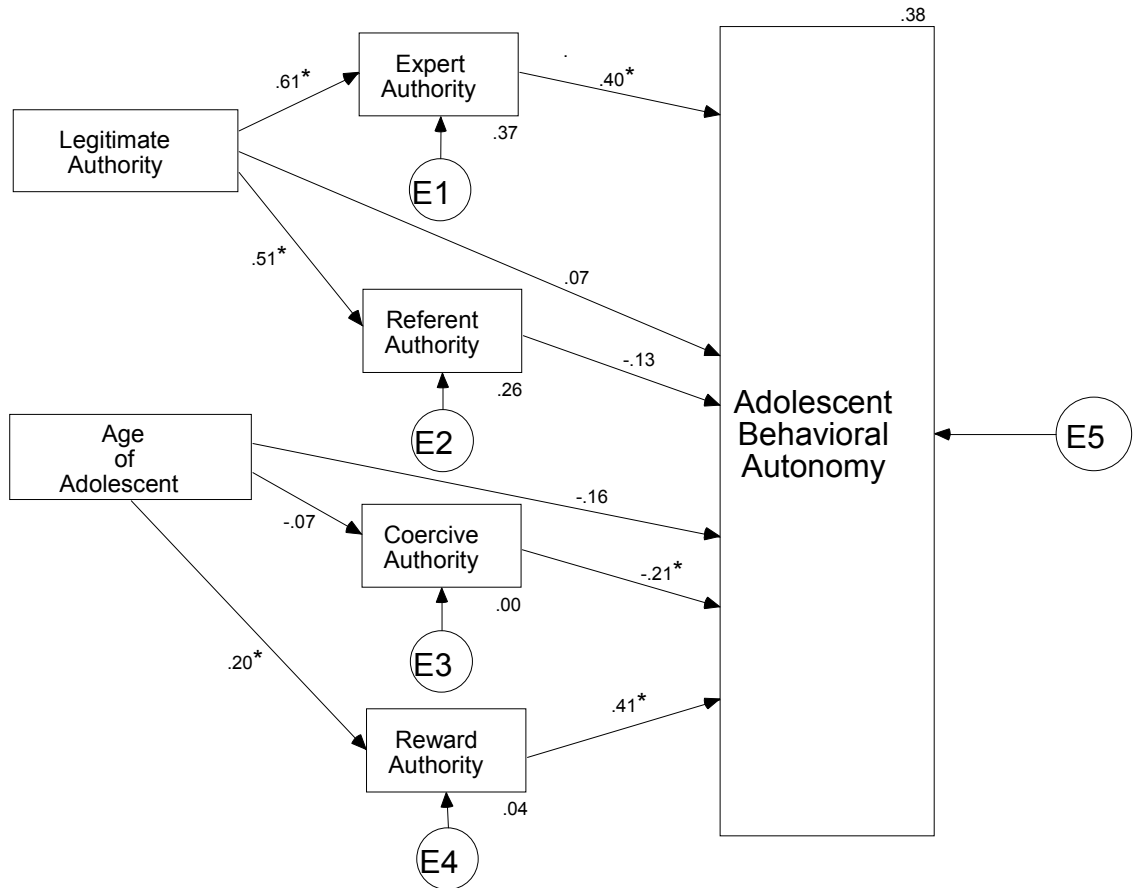 .38
Expert
Authority
.61*
.40*
.37
Legitimate
Authority
E1
.51*
.07
Referent
Authority
-.13
.26
Adolescent
Behavioral
Autonomy
E2
E5
Age
of
Adolescent
-.16
-.07
Coercive
Authority
-.21*
.00
E3
.20*
.41*
Reward
Authority
.04
E4